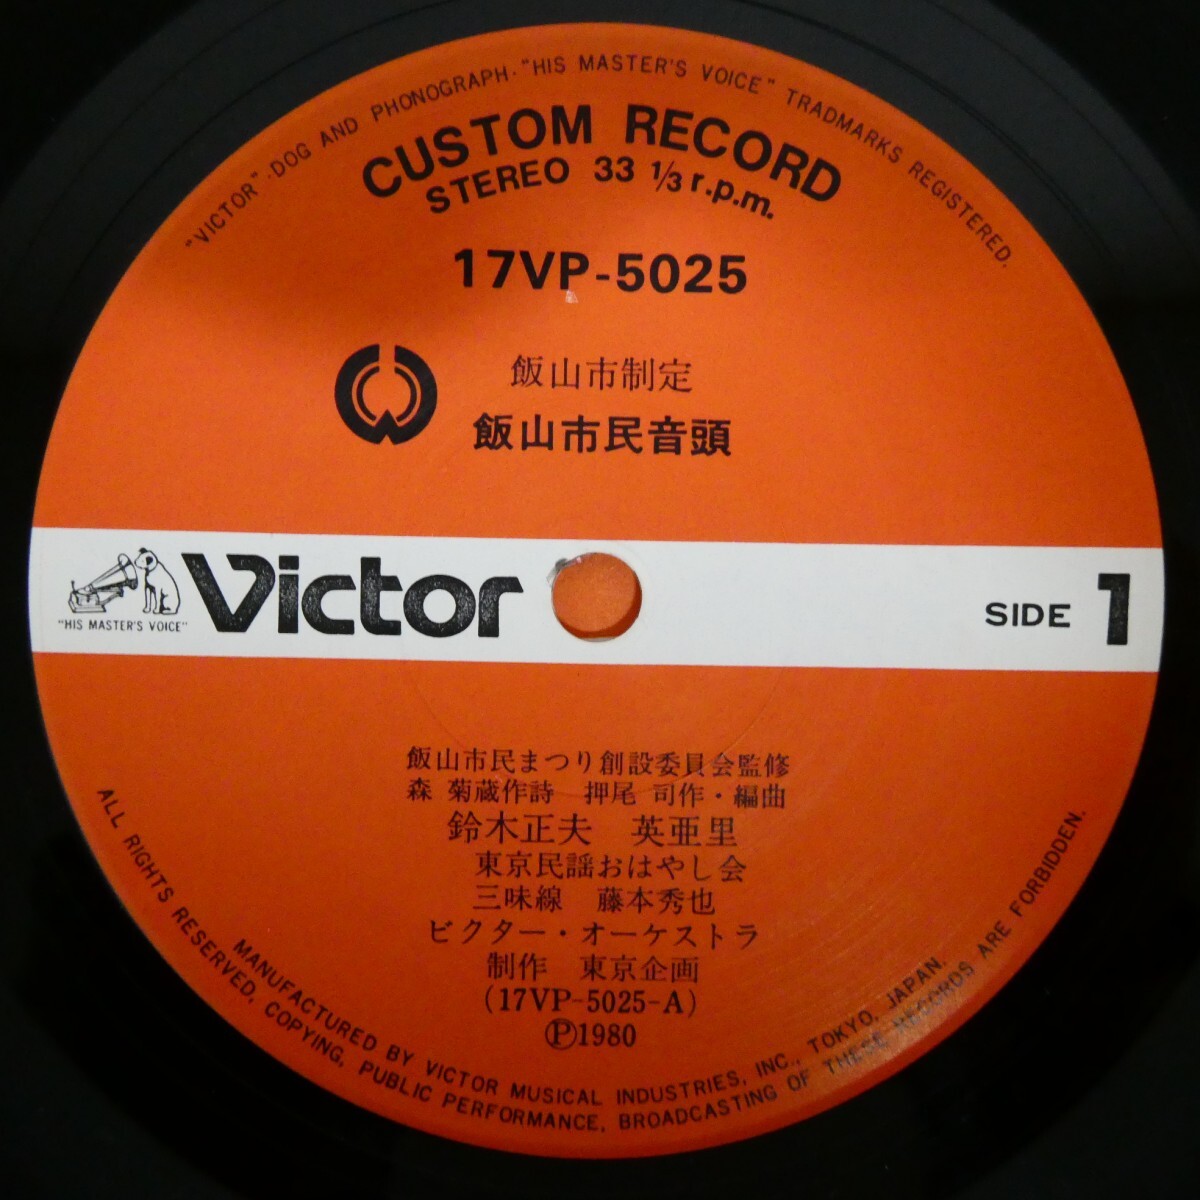 "VICTOR"·DOG AND PHONOGRAPH·"HIS MASTER'S VOICE" TRADMARKS REGISTERED.
CUSTOM RECORD
STEREO 33 1/3 r.p.m.
17VP-5025
飯山市制定
飯山市民音頭
"HIS MASTER'S VOICE"
Victor
SIDE 1
飯山市民まつり創設委員会監修
森 菊蔵作詩 押尾 司作・編曲
鈴木正夫 英亜里
東京民謡おはやし会
三味線 藤本秀也
ビクター・オーケストラ
制作 東京企画
(17VP-5025-A)
Ⓟ1980
MANUFACTURED BY VICTOR MUSICAL INDUSTRIES, INC., TOKYO, JAPAN.
ALL RIGHTS RESERVED, COPYING, PUBLIC PERFORMANCE, BROADCASTING OF THESE RECORDS ARE FORBIDDEN.